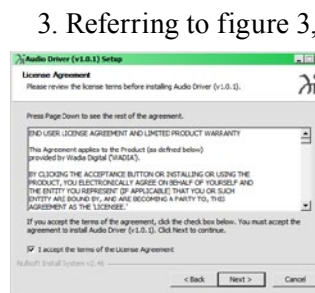 3. Referring to figure 3,
Audio Driver (v1.0.1) Setup
License Agreement
Please review the license terms before installing Audio Driver (v1.0.1).
Press Page Down to see the rest of the agreement.
END USER LICENSE AGREEMENT AND LIMITED PRODUCT WARRANTY
This Agreement applies to the Product (as defined below)
provided by Wadia Digital ("WADIA").
BY CLICKING THE ACCEPTANCE BUTTON OR INSTALLING OR USING THE
PRODUCT, YOU ELECTRONICALLY AGREE ON BEHALF OF YOURSELF AND
THE ENTITY YOU REPRESENT (IF APPLICABLE) THAT YOU OR SUCH
ENTITY ARE BOUND BY, AND ARE BECOMING A PARTY TO, THIS
AGREEMENT AS THE 'LICENSEE.'
If you accept the terms of the agreement, click the check box below. You must accept the
agreement to install Audio Driver (v1.0.1). Click Next to continue.
I accept the terms of the License Agreement
Nullsoft Install System v2.46
< Back Next > Cancel